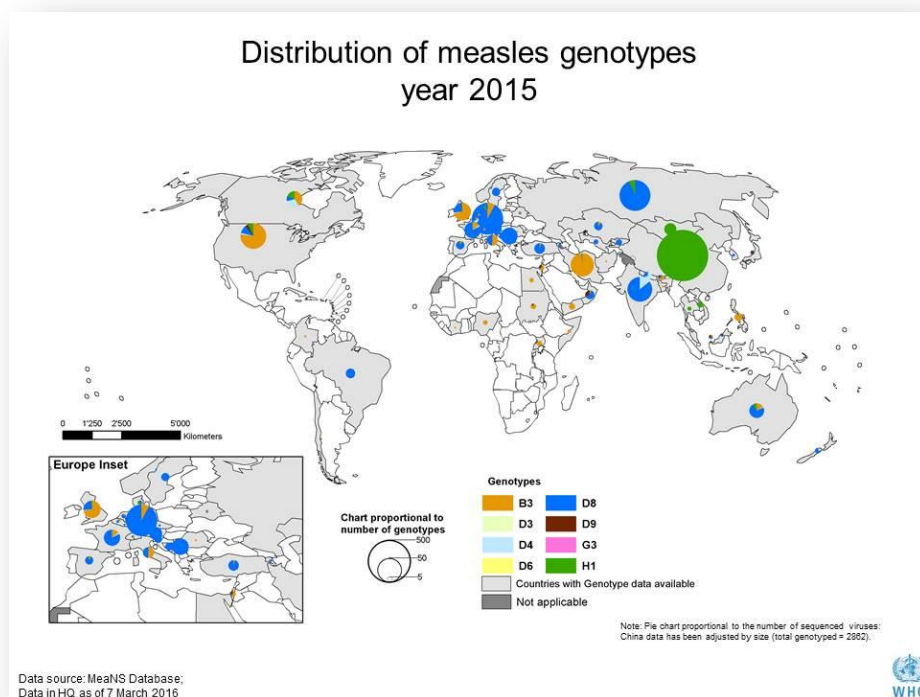 Distribution of measles genotypes
year 2015
0 1'250 2'500 5'000
Kilometers
Europe Inset
Chart proportional to
number of genotypes
500
50
5
Genotypes
B3 D8
D3 D9
D4 G3
D6 H1
Countries with Genotype data available
Not applicable
Note: Pie chart proportional to the number of sequenced viruses:
China data has been adjusted by size (total genotyped = 2862).
Data source: MeaNS Database;
Data in HQ as of 7 March 2016
WHO